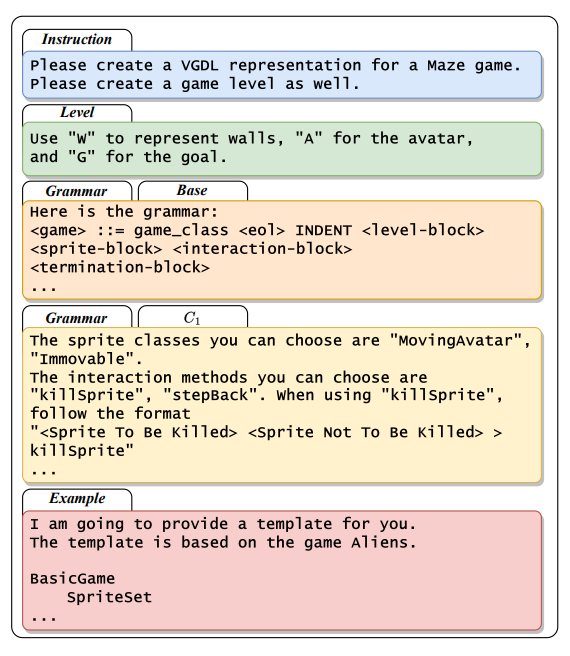 Instruction
Please create a VGDL representation for a Maze game.
Please create a game level as well.
Level
Use "W" to represent walls, "A" for the avatar,
and "G" for the goal.
Grammar Base
Here is the grammar:
<game> ::= game_class <eol> INDENT <level-block>
<sprite-block> <interaction-block>
<termination-block>
...
Grammar C₁
The sprite classes you can choose are "MovingAvatar",
"Immovable".
The interaction methods you can choose are
"killSprite", "stepBack". When using "killSprite",
follow the format
"<Sprite To Be Killed> <Sprite Not To Be Killed> >
killSprite"
...
Example
I am going to provide a template for you.
The template is based on the game Aliens.
BasicGame
    SpriteSet
...